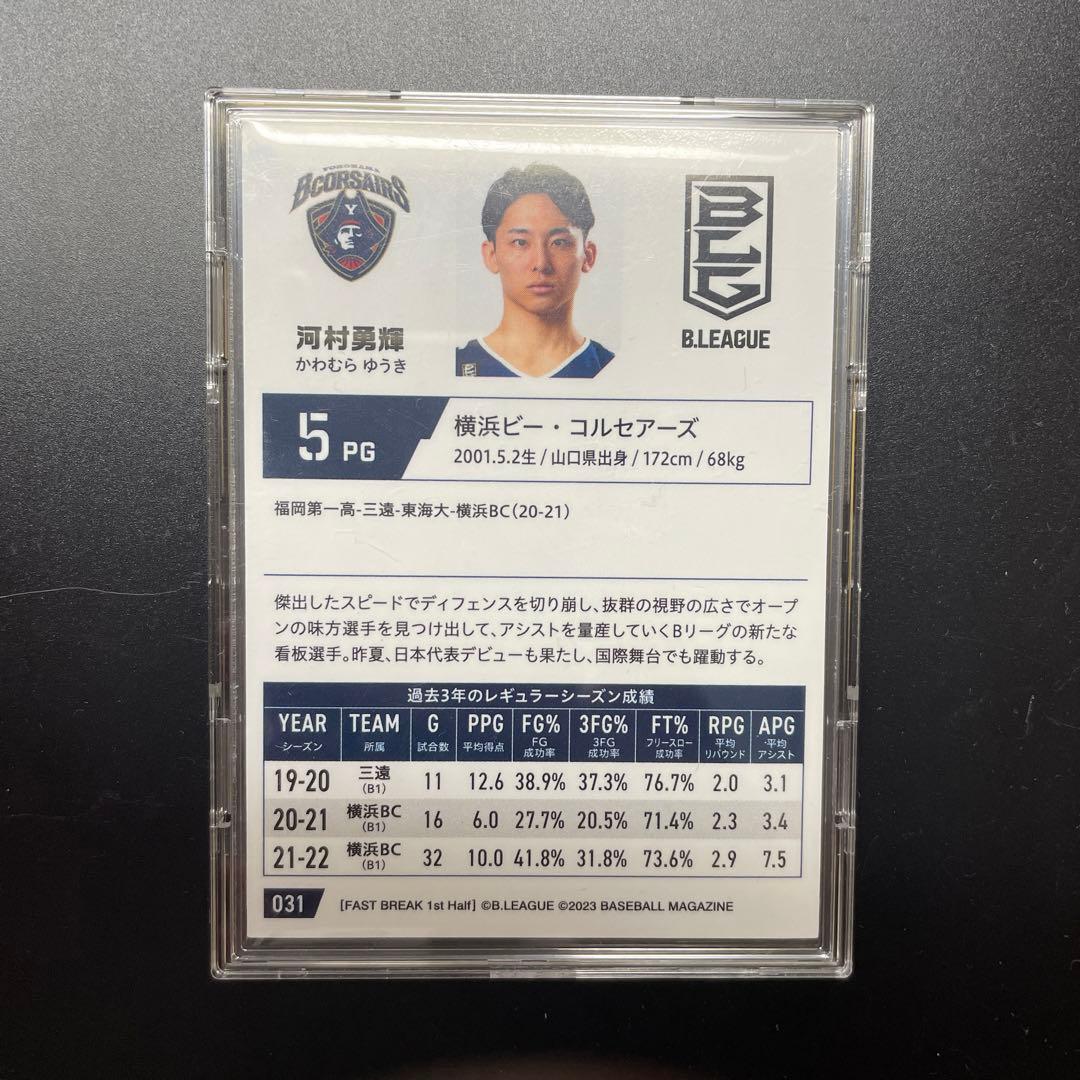 YOKOHAMA
BCORSAIRS
Y
BLG
B.LEAGUE
河村勇輝
かわむら ゆうき
5 PG
横浜ビー・コルセアーズ
2001.5.2生 / 山口県出身 / 172cm / 68kg
福岡第一高-三遠-東海大-横浜BC(20-21)
傑出したスピードでディフェンスを切り崩し、抜群の視野の広さでオープ
ンの味方選手を見つけ出して、アシストを量産していくBリーグの新たな
看板選手。昨夏、日本代表デビューも果たし、国際舞台でも躍動する。
過去3年のレギュラーシーズン成績
YEAR TEAM G PPG FG% 3FG% FT% RPG APG
シーズン 所属 試合数 平均得点 FG成功率 3FG成功率 フリースロー成功率 平均リバウンド 平均アシスト
19-20 三遠(B1) 11 12.6 38.9% 37.3% 76.7% 2.0 3.1
20-21 横浜BC(B1) 16 6.0 27.7% 20.5% 71.4% 2.3 3.4
21-22 横浜BC(B1) 32 10.0 41.8% 31.8% 73.6% 2.9 7.5
031 [FAST BREAK 1st Half] ©B.LEAGUE ©2023 BASEBALL MAGAZINE